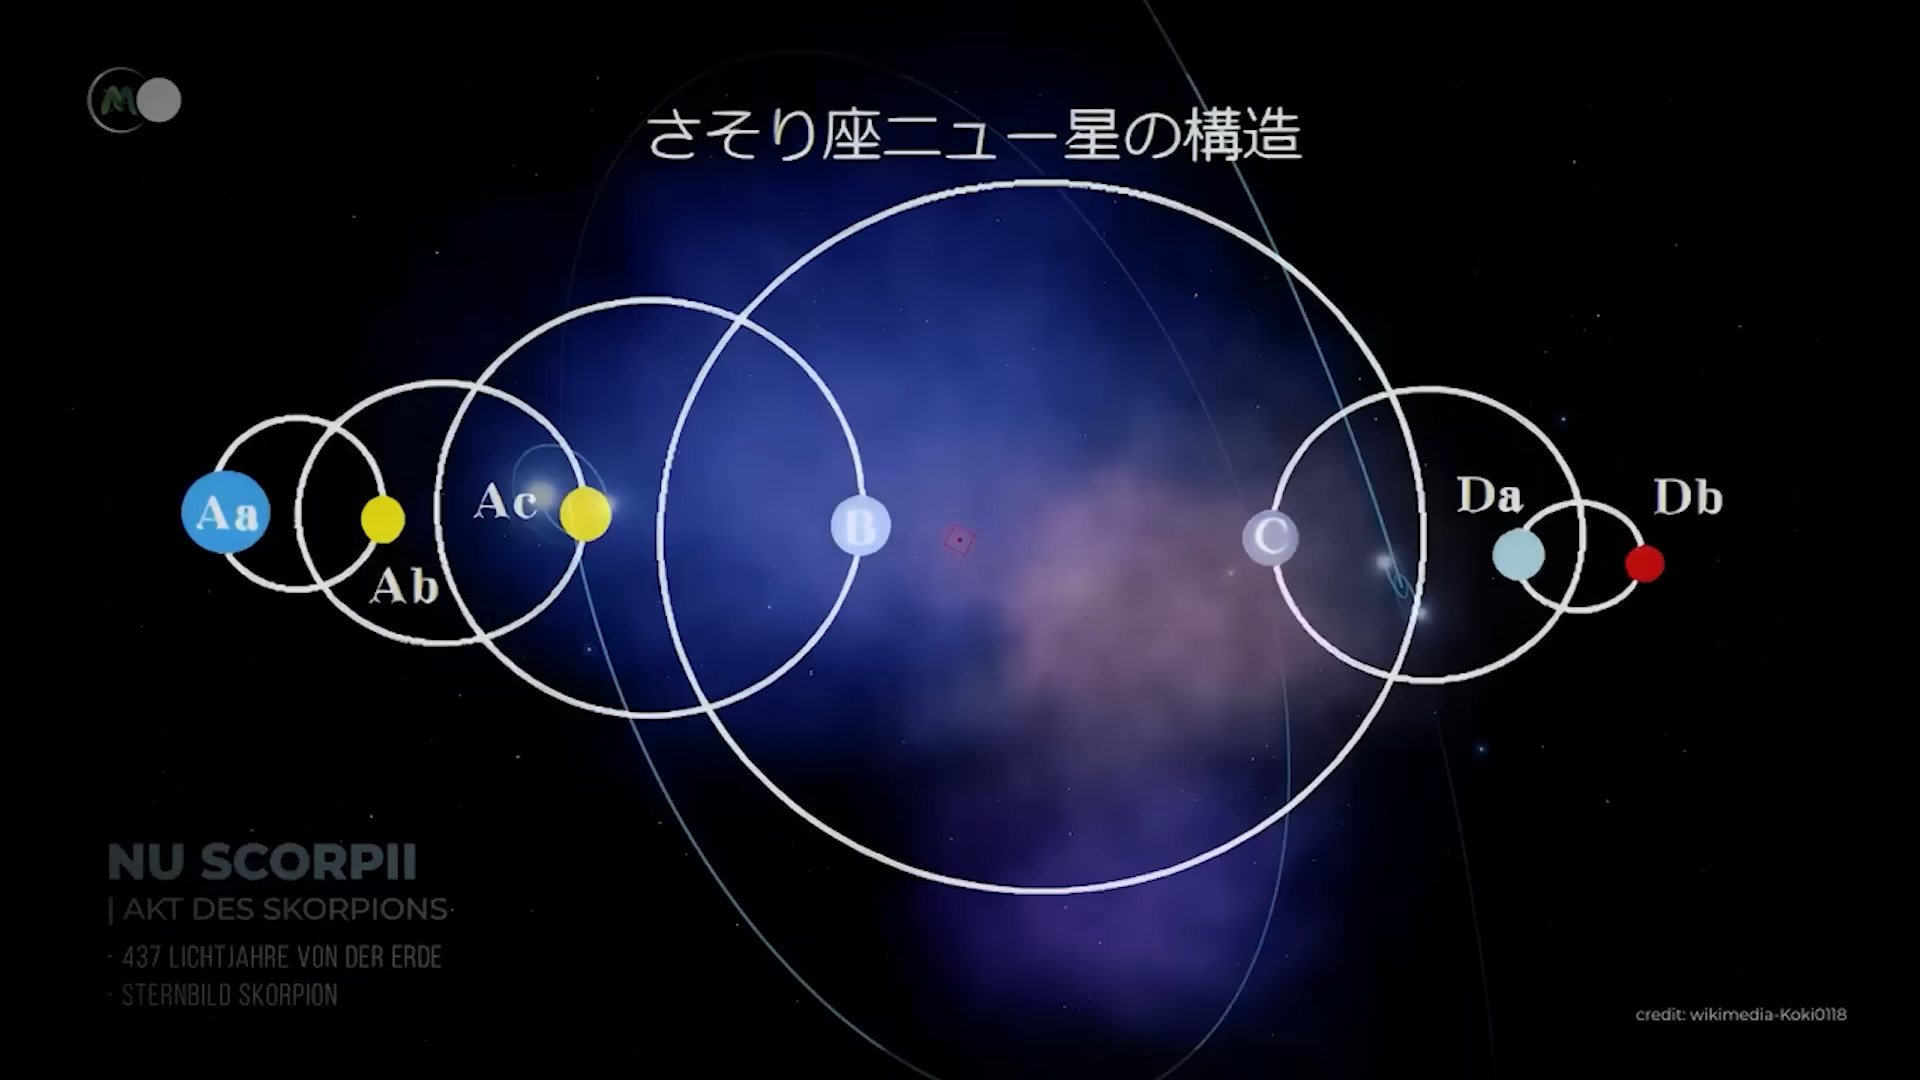 M
さそり座ニュー星の構造
Aa
Ab
Ac
B
C
Da
Db
NU SCORPII
| AKT DES SKORPIONS
- 437 LICHTJAHRE VON DER ERDE
- STERNBILD SKORPION
credit: wikimedia-Koki0118